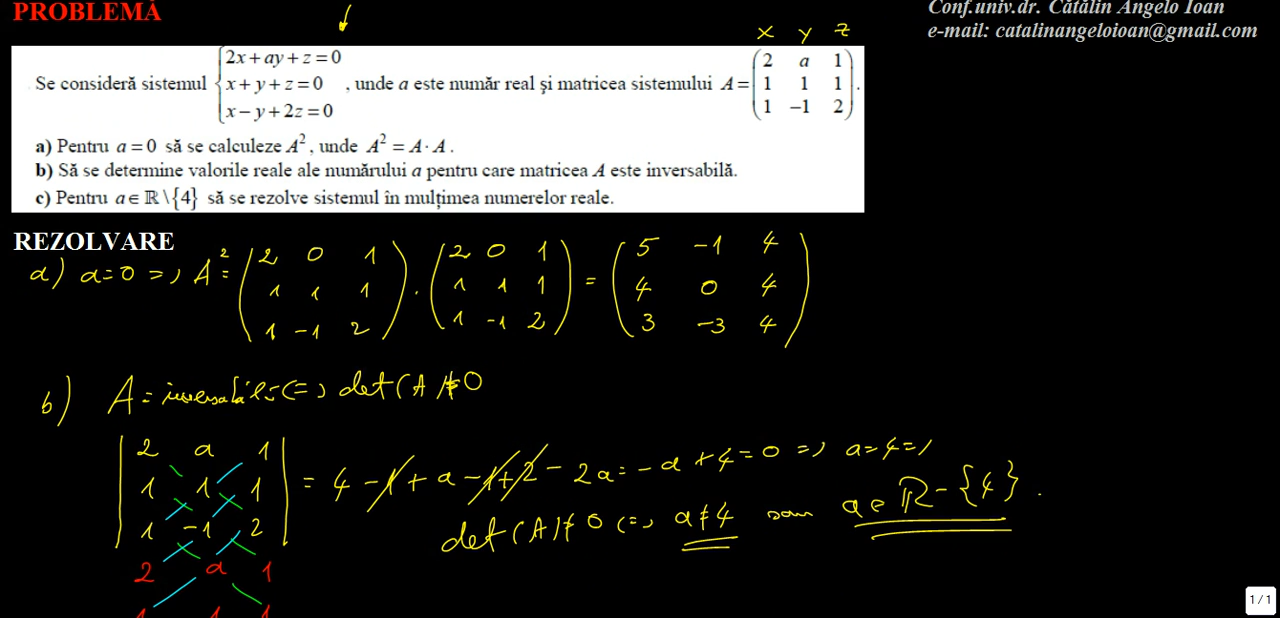 PROBLEMĂ
Conf.univ.dr. Cătălin Angelo Ioan
e-mail: catalinangeloioan@gmail.com
x y z
Se consideră sistemul {2x+ay+z=0, x+y+z=0, x−y+2z=0, unde a este număr real și matricea sistemului A=(2 a 1; 1 1 1; 1 −1 2).
a) Pentru a=0 să se calculeze A², unde A²=A·A.
b) Să se determine valorile reale ale numărului a pentru care matricea A este inversabilă.
c) Pentru a∈ℝ\{4} să se rezolve sistemul în mulțimea numerelor reale.
REZOLVARE
a) a=0 => A²= (2 0 1; 1 1 1; 1 -1 2) · (2 0 1; 1 1 1; 1 -1 2) = (5 -1 4; 4 0 4; 3 -3 4)
b) A= inversabilă <=> det(A)≠0
|2 a 1; 1 1 1; 1 -1 2| = 4 - 1 + a - 1 + 2 - 2a = -a + 4 = 0 => a=4 =>
det(A)≠0 <=> a≠4 sau a∈ℝ-{4}.
2 a 1
1 1 1
1/1